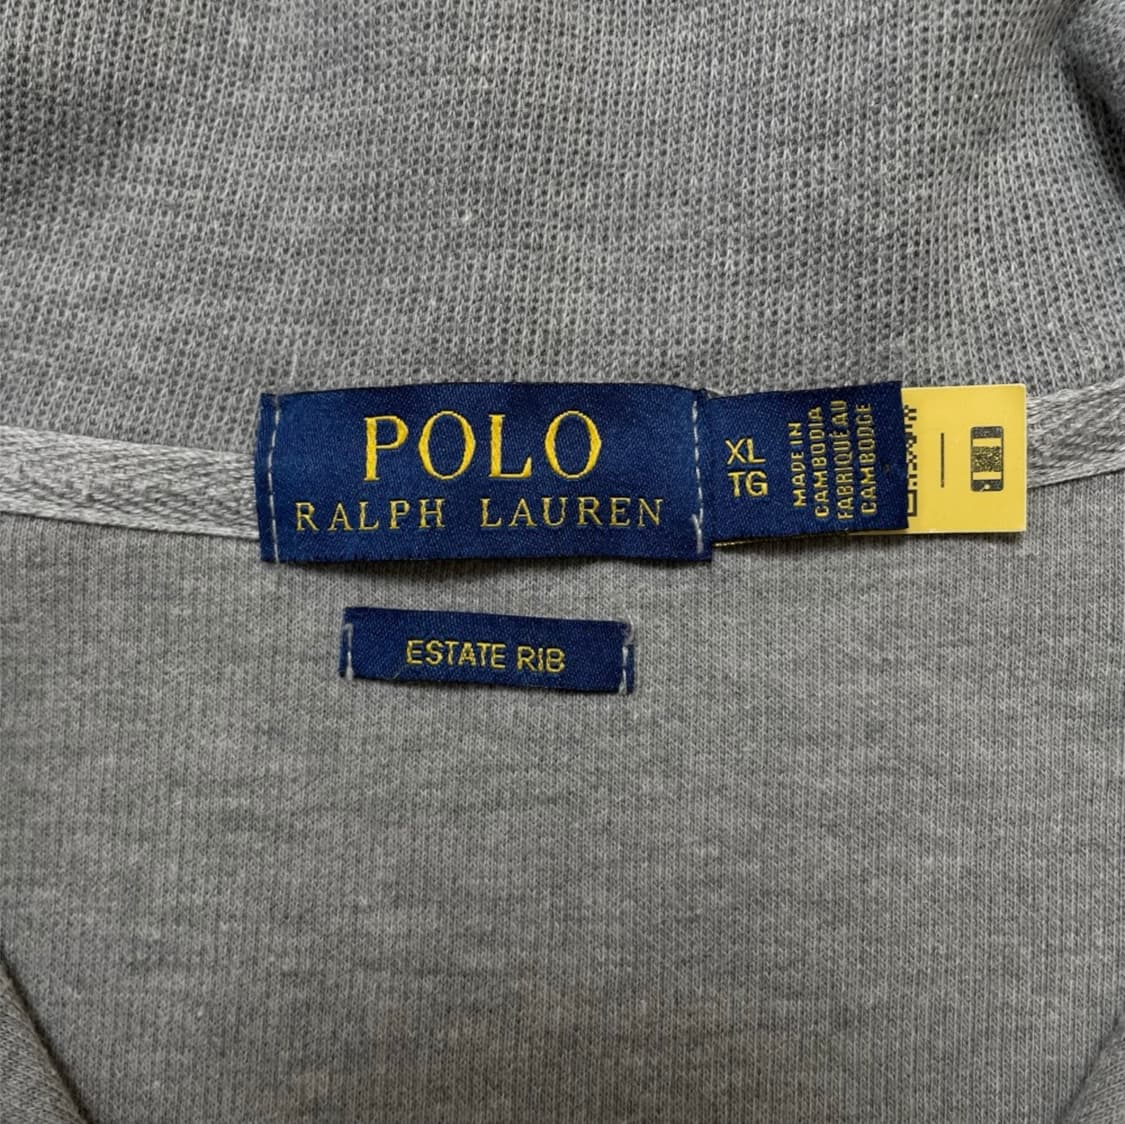 POLO
RALPH LAUREN
XL
TG
MADE IN
CAMBODIA
FABRIQUÉ AU
CAMBODGE
ESTATE RIB